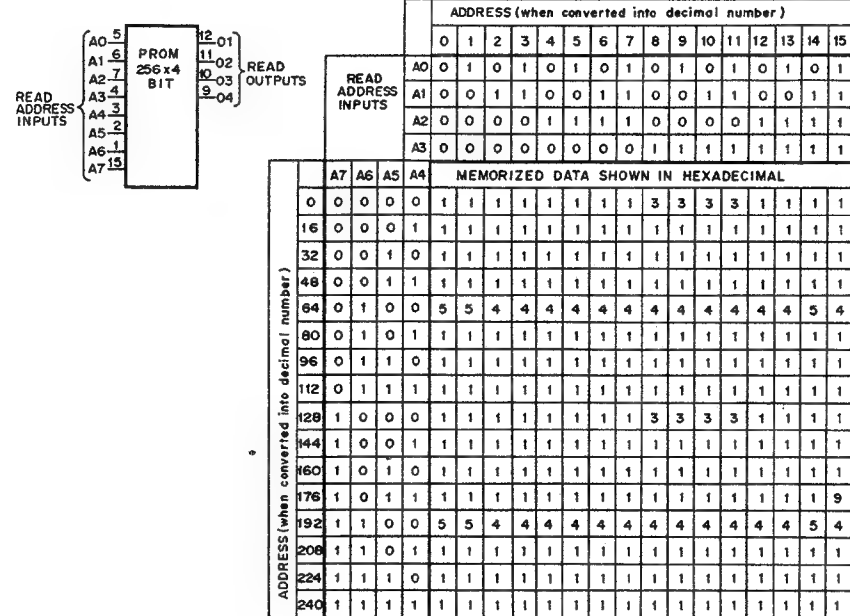 ADDRESS (when converted into decimal number)
0 1 2 3 4 5 6 7 8 9 10 11 12 13 14 15
A0 0 1 0 1 0 1 0 1 0 1 0 1 0 1 0 1
A1 0 0 1 1 0 0 1 1 0 0 1 1 0 0 1 1
A2 0 0 0 0 1 1 1 1 0 0 0 0 1 1 1 1
A3 0 0 0 0 0 0 0 1 1 1 1 1 1 1 1
READ
ADDRESS
INPUTS
A0 5
A1 6
A2 7
A3 4
A4 3
A5 2
A6 1
A7 15
PROM
256 x 4
BIT
12 01
11 02
10 03
9 04
READ
OUTPUTS
READ
ADDRESS
INPUTS
A7 A6 A5 A4 MEMORIZED DATA SHOWN IN HEXADECIMAL
ADDRESS (when converted into decimal number)
0 0 0 0 0 1 1 1 1 1 1 1 1 3 3 3 3 1 1 1 1
16 0 0 0 1 1 1 1 1 1 1 1 1 1 1 1 1 1 1 1 1
32 0 0 1 0 1 1 1 1 1 1 1 1 1 1 1 1 1 1 1 1
48 0 0 1 1 1 1 1 1 1 1 1 1 1 1 1 1 1 1 1 1
64 0 1 0 0 5 5 4 4 4 4 4 4 4 4 4 4 4 4 5 4
80 0 1 0 1 1 1 1 1 1 1 1 1 1 1 1 1 1 1 1 1
96 0 1 1 0 1 1 1 1 1 1 1 1 1 1 1 1 1 1 1 1
112 0 1 1 1 1 1 1 1 1 1 1 1 1 1 1 1 1 1 1 1
128 1 0 0 0 1 1 1 1 1 1 1 1 3 3 3 3 1 1 1 1
144 1 0 0 1 1 1 1 1 1 1 1 1 1 1 1 1 1 1 1 1
160 1 0 1 0 1 1 1 1 1 1 1 1 1 1 1 1 1 1 1 1
176 1 0 1 1 1 1 1 1 1 1 1 1 1 1 1 1 1 1 1 9
192 1 1 0 0 5 5 4 4 4 4 4 4 4 4 4 4 4 4 5 4
208 1 1 0 1 1 1 1 1 1 1 1 1 1 1 1 1 1 1 1 1
224 1 1 1 0 1 1 1 1 1 1 1 1 1 1 1 1 1 1 1 1
240 1 1 1 1 1 1 1 1 1 1 1 1 1 1 1 1 1 1 1 1